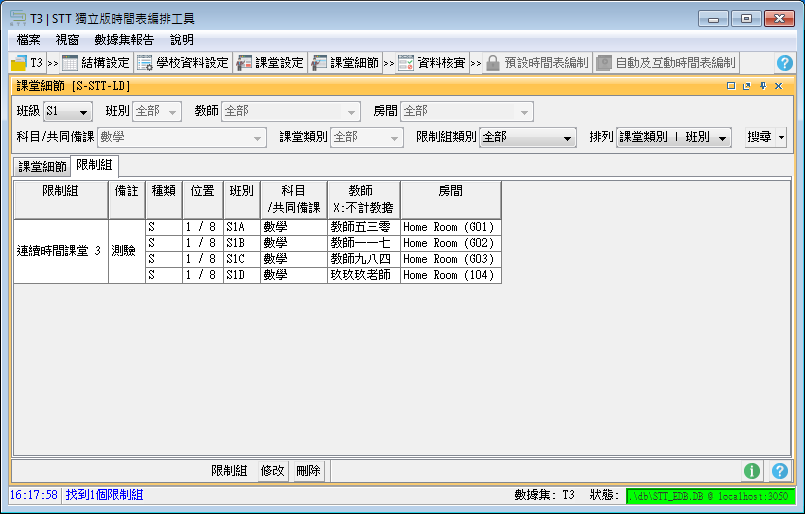 T3 | STT 獨立版時間表編排工具
檔案 視窗 數據集報告 說明
T3 >> 結構設定 學校資料設定 課堂設定 課堂細節 >> 資料核實 >> 預設時間表編制 自動及互動時間表編制
課堂細節 [S-STT-LD]
班級 S1 班別 全部 教師 全部 房間 全部
科目/共同備課 數學 課堂類別 全部 限制組類別 全部 排列 課堂類別 | 班別 搜尋
課堂細節 限制組
限制組 備註 種類 位置 班別 科目 教師 房間
/共同備課 X:不計教擔
S 1 / 8 S1A 數學 教師五三零 Home Room (G01)
S 1 / 8 S1B 數學 教師一一七 Home Room (G02)
連續時間課堂 3 測驗
S 1 / 8 S1C 數學 教師九八四 Home Room (G03)
S 1 / 8 S1D 數學 玫玫玫老師 Home Room (104)
限制組 修改 刪除
16:17:58 找到1個限制組 數據集: T3 狀態: .\db\STT_EDB.DB @ localhost:3050